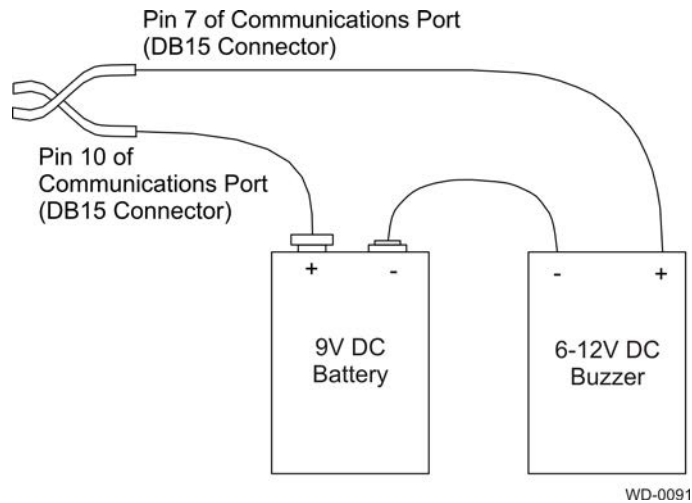 Pin 7 of Communications Port
(DB15 Connector)
Pin 10 of
Communications Port
(DB15 Connector)
+ -
- +
9V DC
Battery
6-12V DC
Buzzer
WD-0091